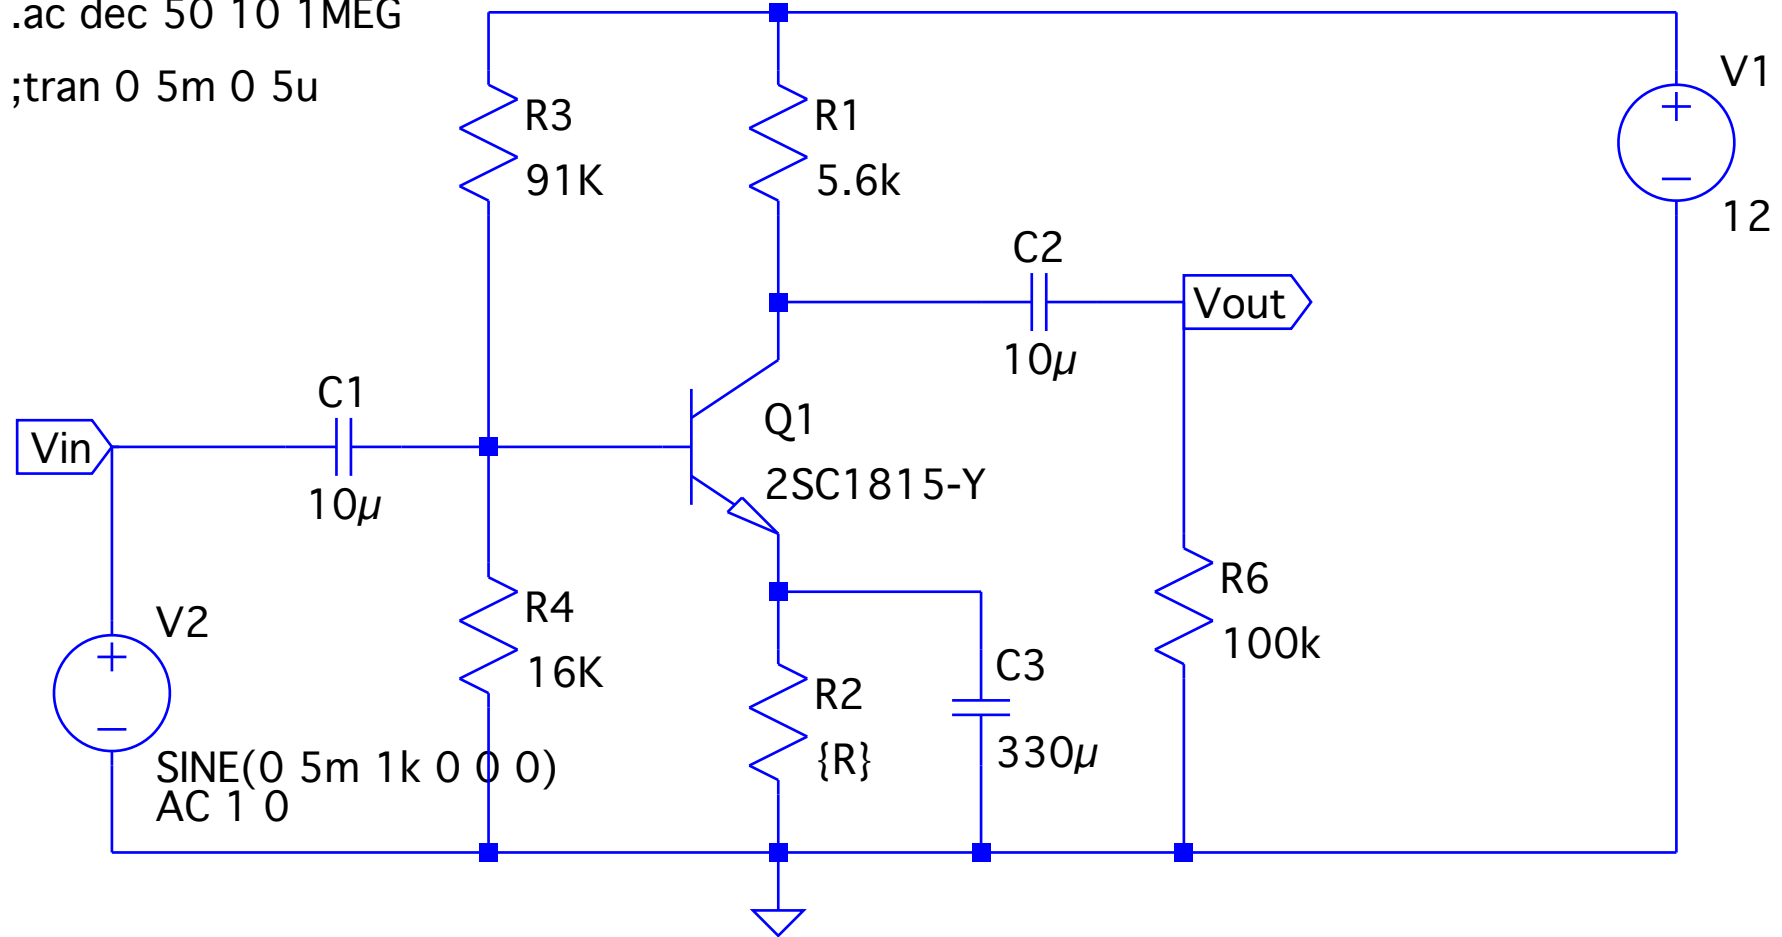 .ac dec 50 10 1MEG
;tran 0 5m 0 5u
R3
91K
R1
5.6k
V1
12
C2
10µ
Vout
C1
10µ
Vin
Q1
2SC1815-Y
R4
16K
V2
SINE(0 5m 1k 0 0 0)
AC 1 0
R2
{R}
C3
330µ
R6
100k